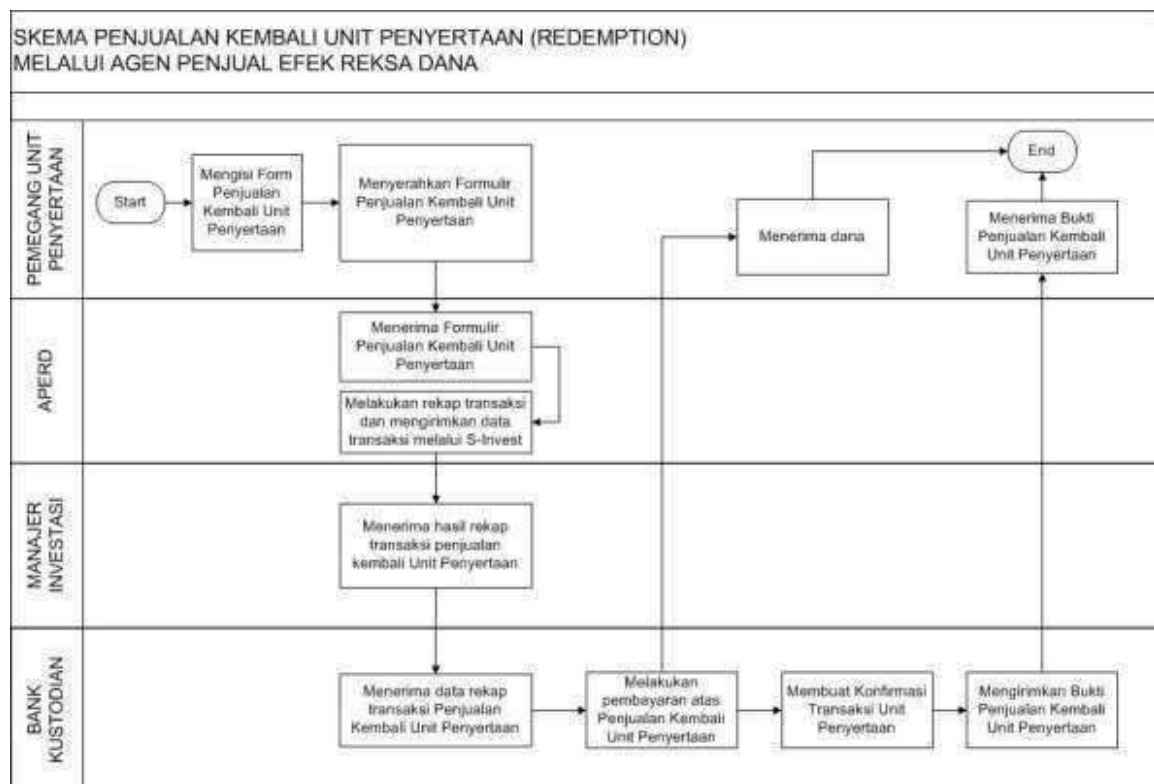 SKEMA PENJUALAN KEMBALI UNIT PENYERTAAN (REDEMPTION)
MELALUI AGEN PENJUAL EFEK REKSA DANA
PEMEGANG UNIT
PENYERTAAN
Start
Mengisi Form
Penjualan
Kembali Unit
Penyertaan
Menyerahkan Formulir
Penjualan Kembali Unit
Penyertaan
Menerima dana
End
Menerima Bukti
Penjualan Kembali
Unit Penyertaan
APERD
Menerima Formulir
Penjualan Kembali Unit
Penyertaan
Melakukan rekap transaksi
dan mengirimkan data
transaksi melalui S-Invest
MANAJER
INVESTASI
Menerima hasil rekap
transaksi penjualan
kembali Unit Penyertaan
BANK
KUSTODIAN
Menerima data rekap
transaksi Penjualan
Kembali Unit Penyertaan
Melakukan
pembayaran atas
Penjualan Kembali
Unit Penyertaan
Membuat Konfirmasi
Transaksi Unit
Penyertaan
Mengirimkan Bukti
Penjualan Kembali
Unit Penyertaan